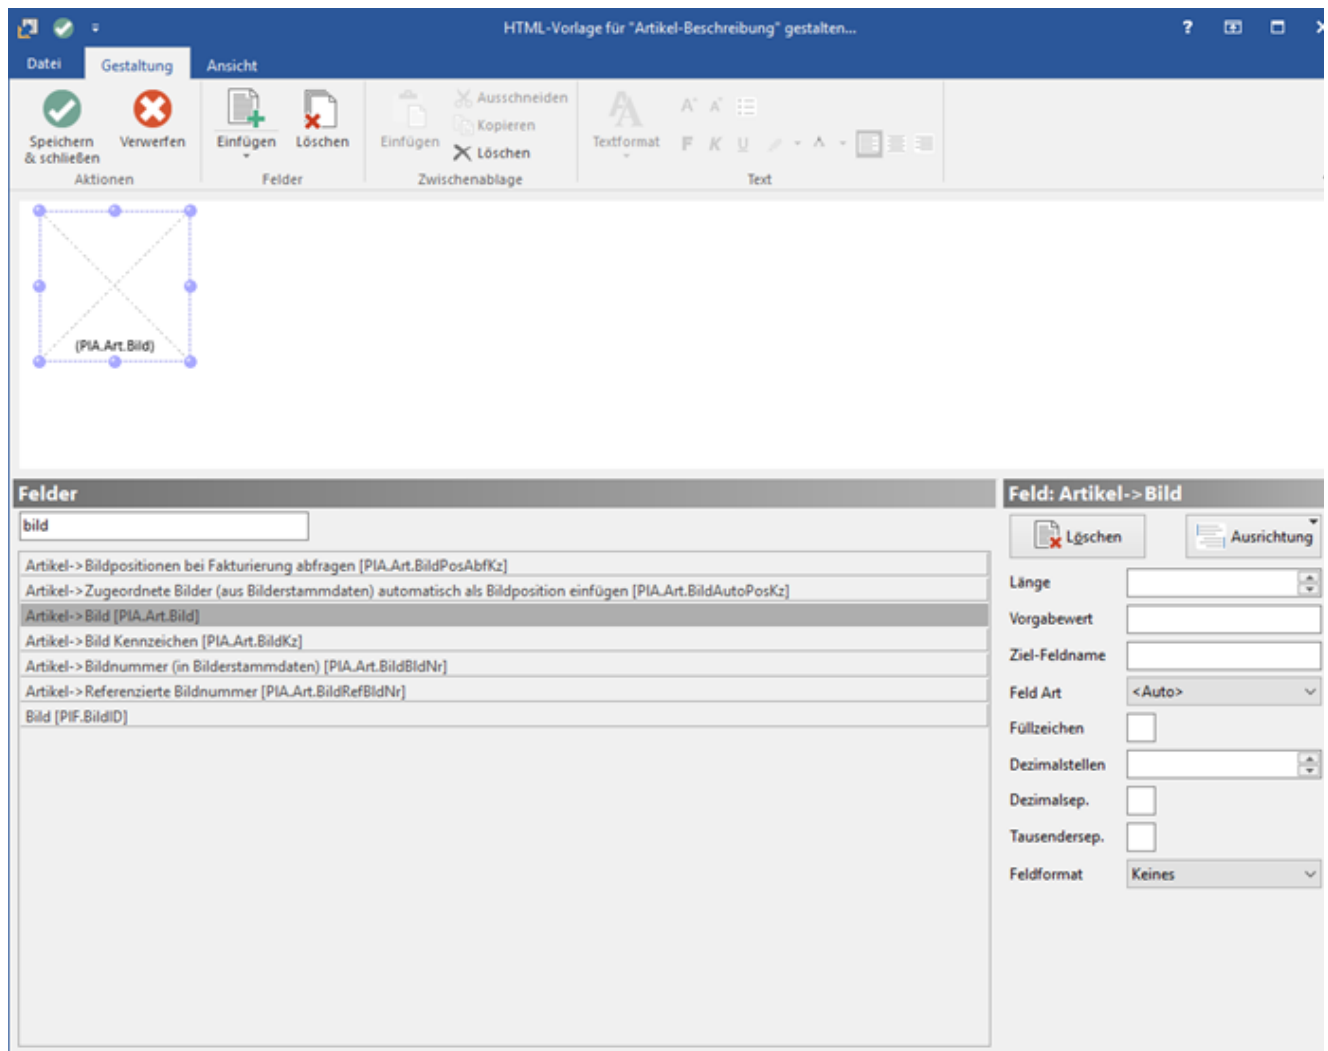 HTML-Vorlage für "Artikel-Beschreibung" gestalten...
?
Datei Gestaltung Ansicht
Speichern & schließen
Verwerfen
Aktionen
Einfügen
Löschen
Felder
Einfügen
Ausschneiden
Kopieren
Löschen
Zwischenablage
Textformat
A A
F K U A
Text
(PIA.Art.Bild)
Felder
bild
Artikel->Bildpositionen bei Fakturierung abfragen [PIA.Art.BildPosAbfKz]
Artikel->Zugeordnete Bilder (aus Bilderstammdaten) automatisch als Bildposition einfügen [PIA.Art.BildAutoPosKz]
Artikel->Bild [PIA.Art.Bild]
Artikel->Bild Kennzeichen [PIA.Art.BildKz]
Artikel->Bildnummer (in Bilderstammdaten) [PIA.Art.BildBldNr]
Artikel->Referenzierte Bildnummer [PIA.Art.BildRefBldNr]
Bild [PIF.BildID]
Feld: Artikel->Bild
Löschen Ausrichtung
Länge
Vorgabewert
Ziel-Feldname
Feld Art <Auto>
Füllzeichen
Dezimalstellen
Dezimalsep.
Tausendersep.
Feldformat Keines